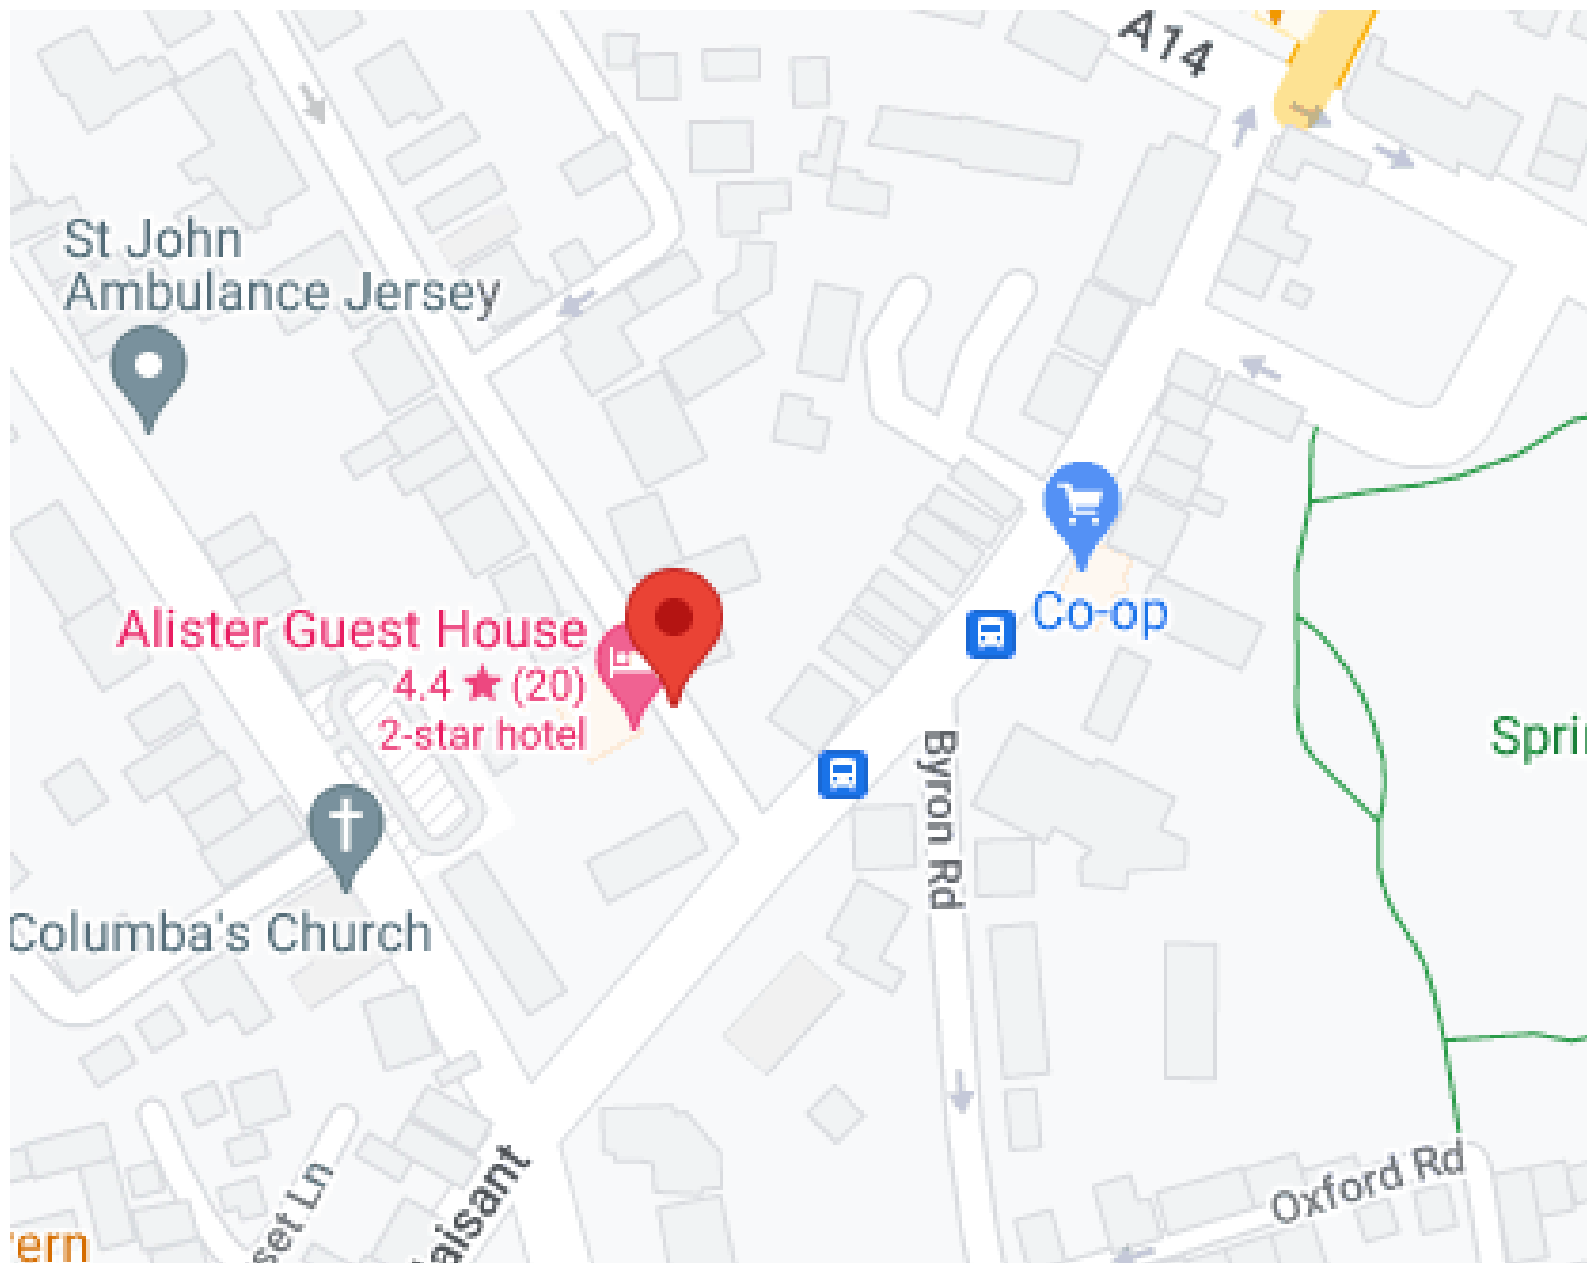 A14
St John
Ambulance Jersey
Alister Guest House
4.4 ★ (20)
2-star hotel
Co-op
Byron Rd
Columba's Church
Oxford Rd